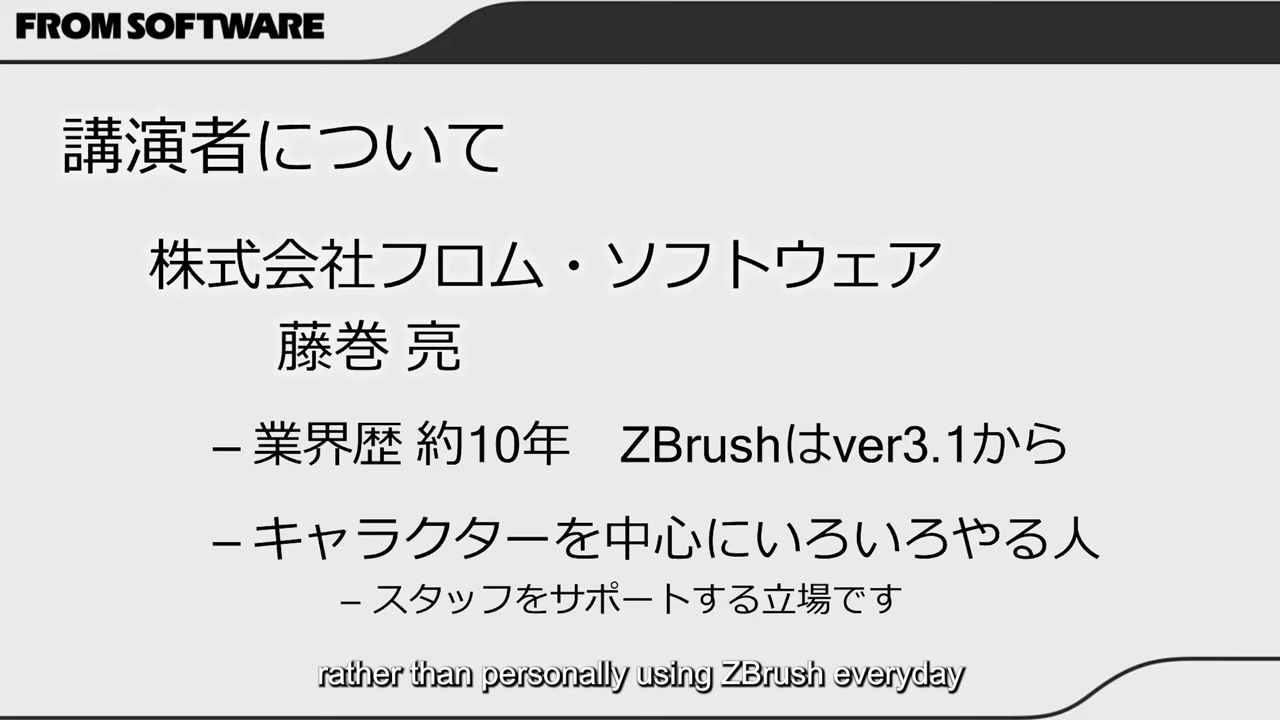 FROM SOFTWARE
講演者について
株式会社フロム・ソフトウェア
藤巻 亮
– 業界歴 約10年　ZBrushはver3.1から
– キャラクターを中心にいろいろやる人
– スタッフをサポートする立場です
rather than personally using ZBrush everyday